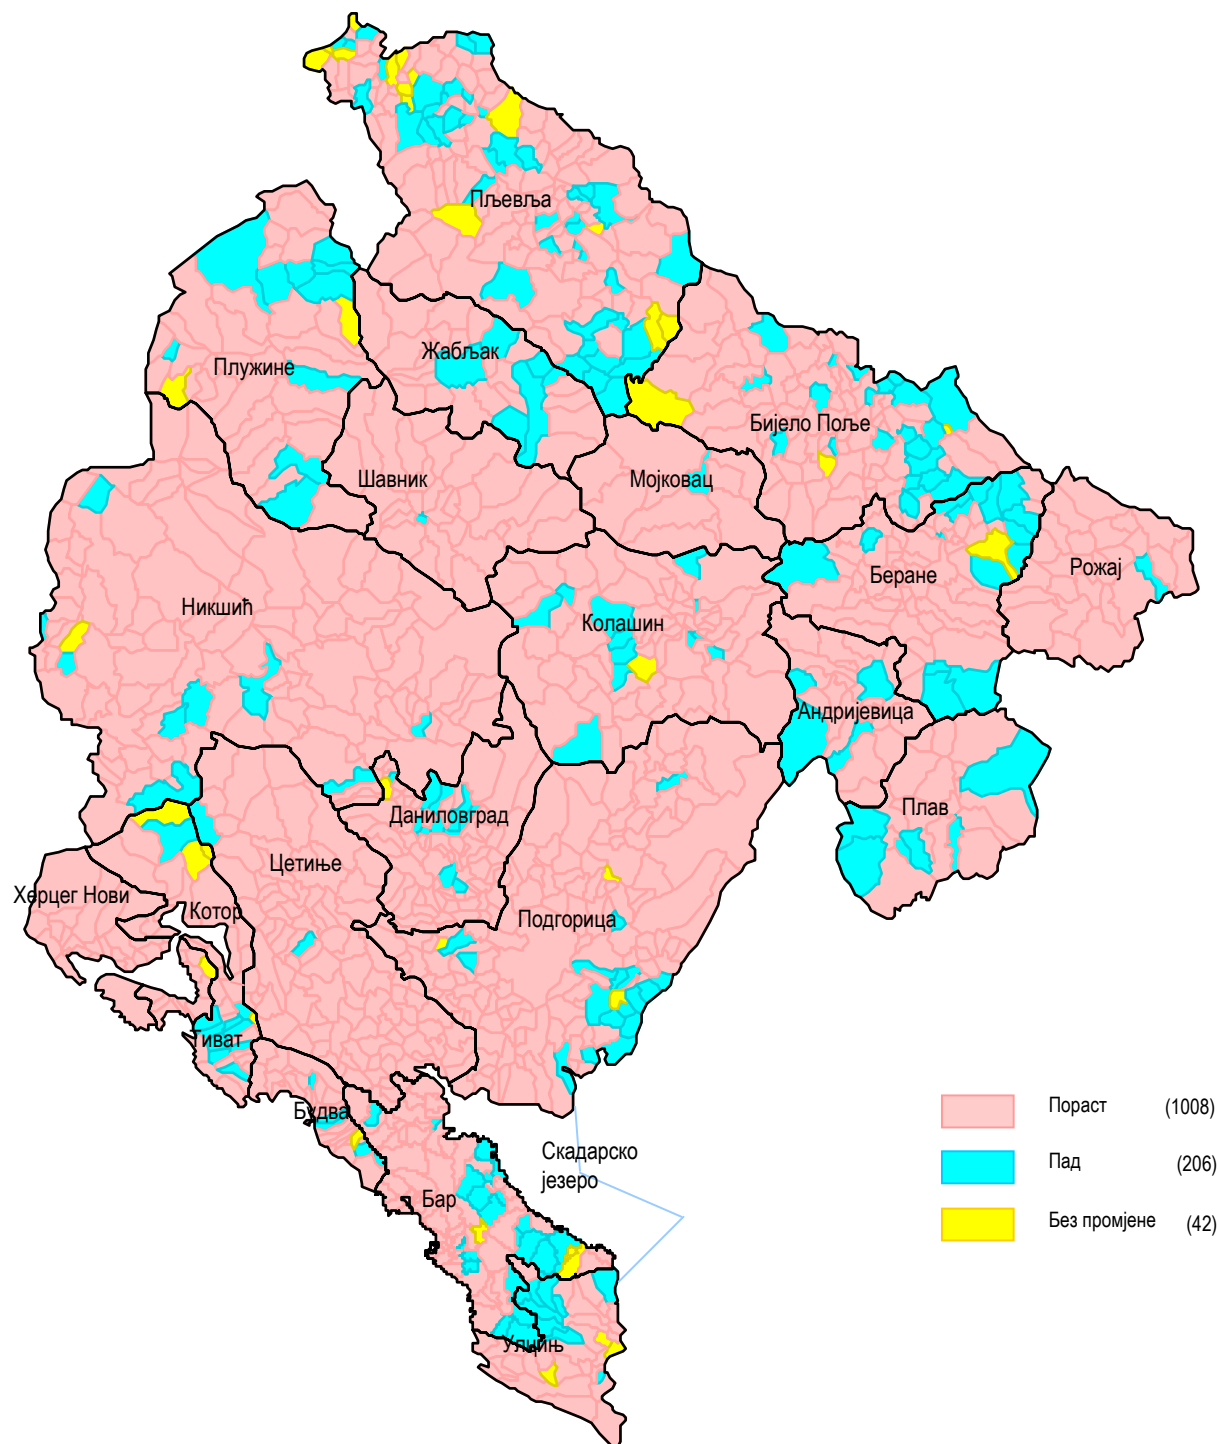 Пљевља
Жабљак
Плужине
Бијело Поље
Шавник
Мојковац
Беране
Рожај
Никшић
Колашин
Андријевица
Плав
Даниловград
Цетиње
Херцег Нови
Котор
Подгорица
Тиват
Будва
Скадарско
језеро
Бар
Улцињ
Пораст (1008)
Пад (206)
Без промјене (42)